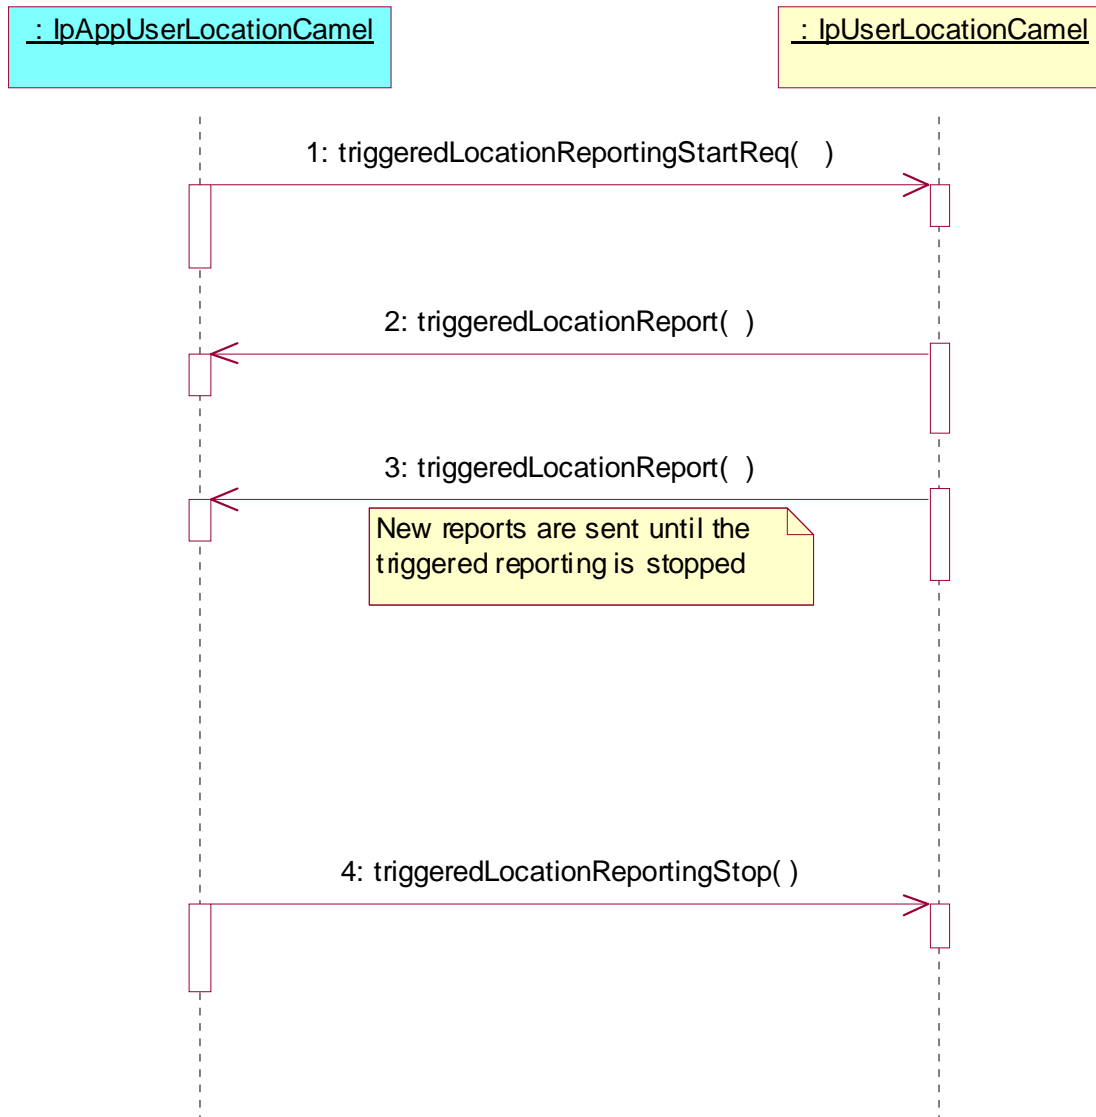 : IpAppUserLocationCamel
: IpUserLocationCamel
1: triggeredLocationReportingStartReq( )
2: triggeredLocationReport( )
3: triggeredLocationReport( )
New reports are sent until the
triggered reporting is stopped
4: triggeredLocationReportingStop( )